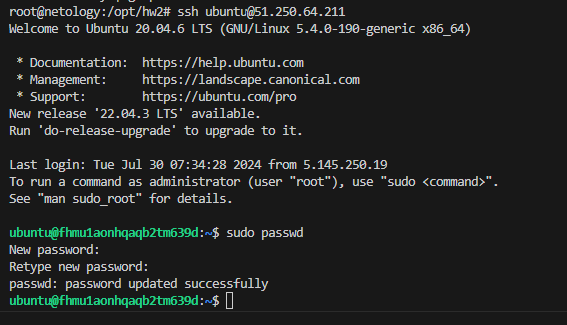 root@netology:/opt/hw2# ssh ubuntu@51.250.64.211
Welcome to Ubuntu 20.04.6 LTS (GNU/Linux 5.4.0-190-generic x86_64)
* Documentation:  https://help.ubuntu.com
* Management:     https://landscape.canonical.com
* Support:        https://ubuntu.com/pro
New release '22.04.3 LTS' available.
Run 'do-release-upgrade' to upgrade to it.
Last login: Tue Jul 30 07:34:28 2024 from 5.145.250.19
To run a command as administrator (user "root"), use "sudo <command>".
See "man sudo_root" for details.
ubuntu@fhmu1aonhqaqb2tm639d:~$ sudo passwd
New password:
Retype new password:
passwd: password updated successfully
ubuntu@fhmu1aonhqaqb2tm639d:~$